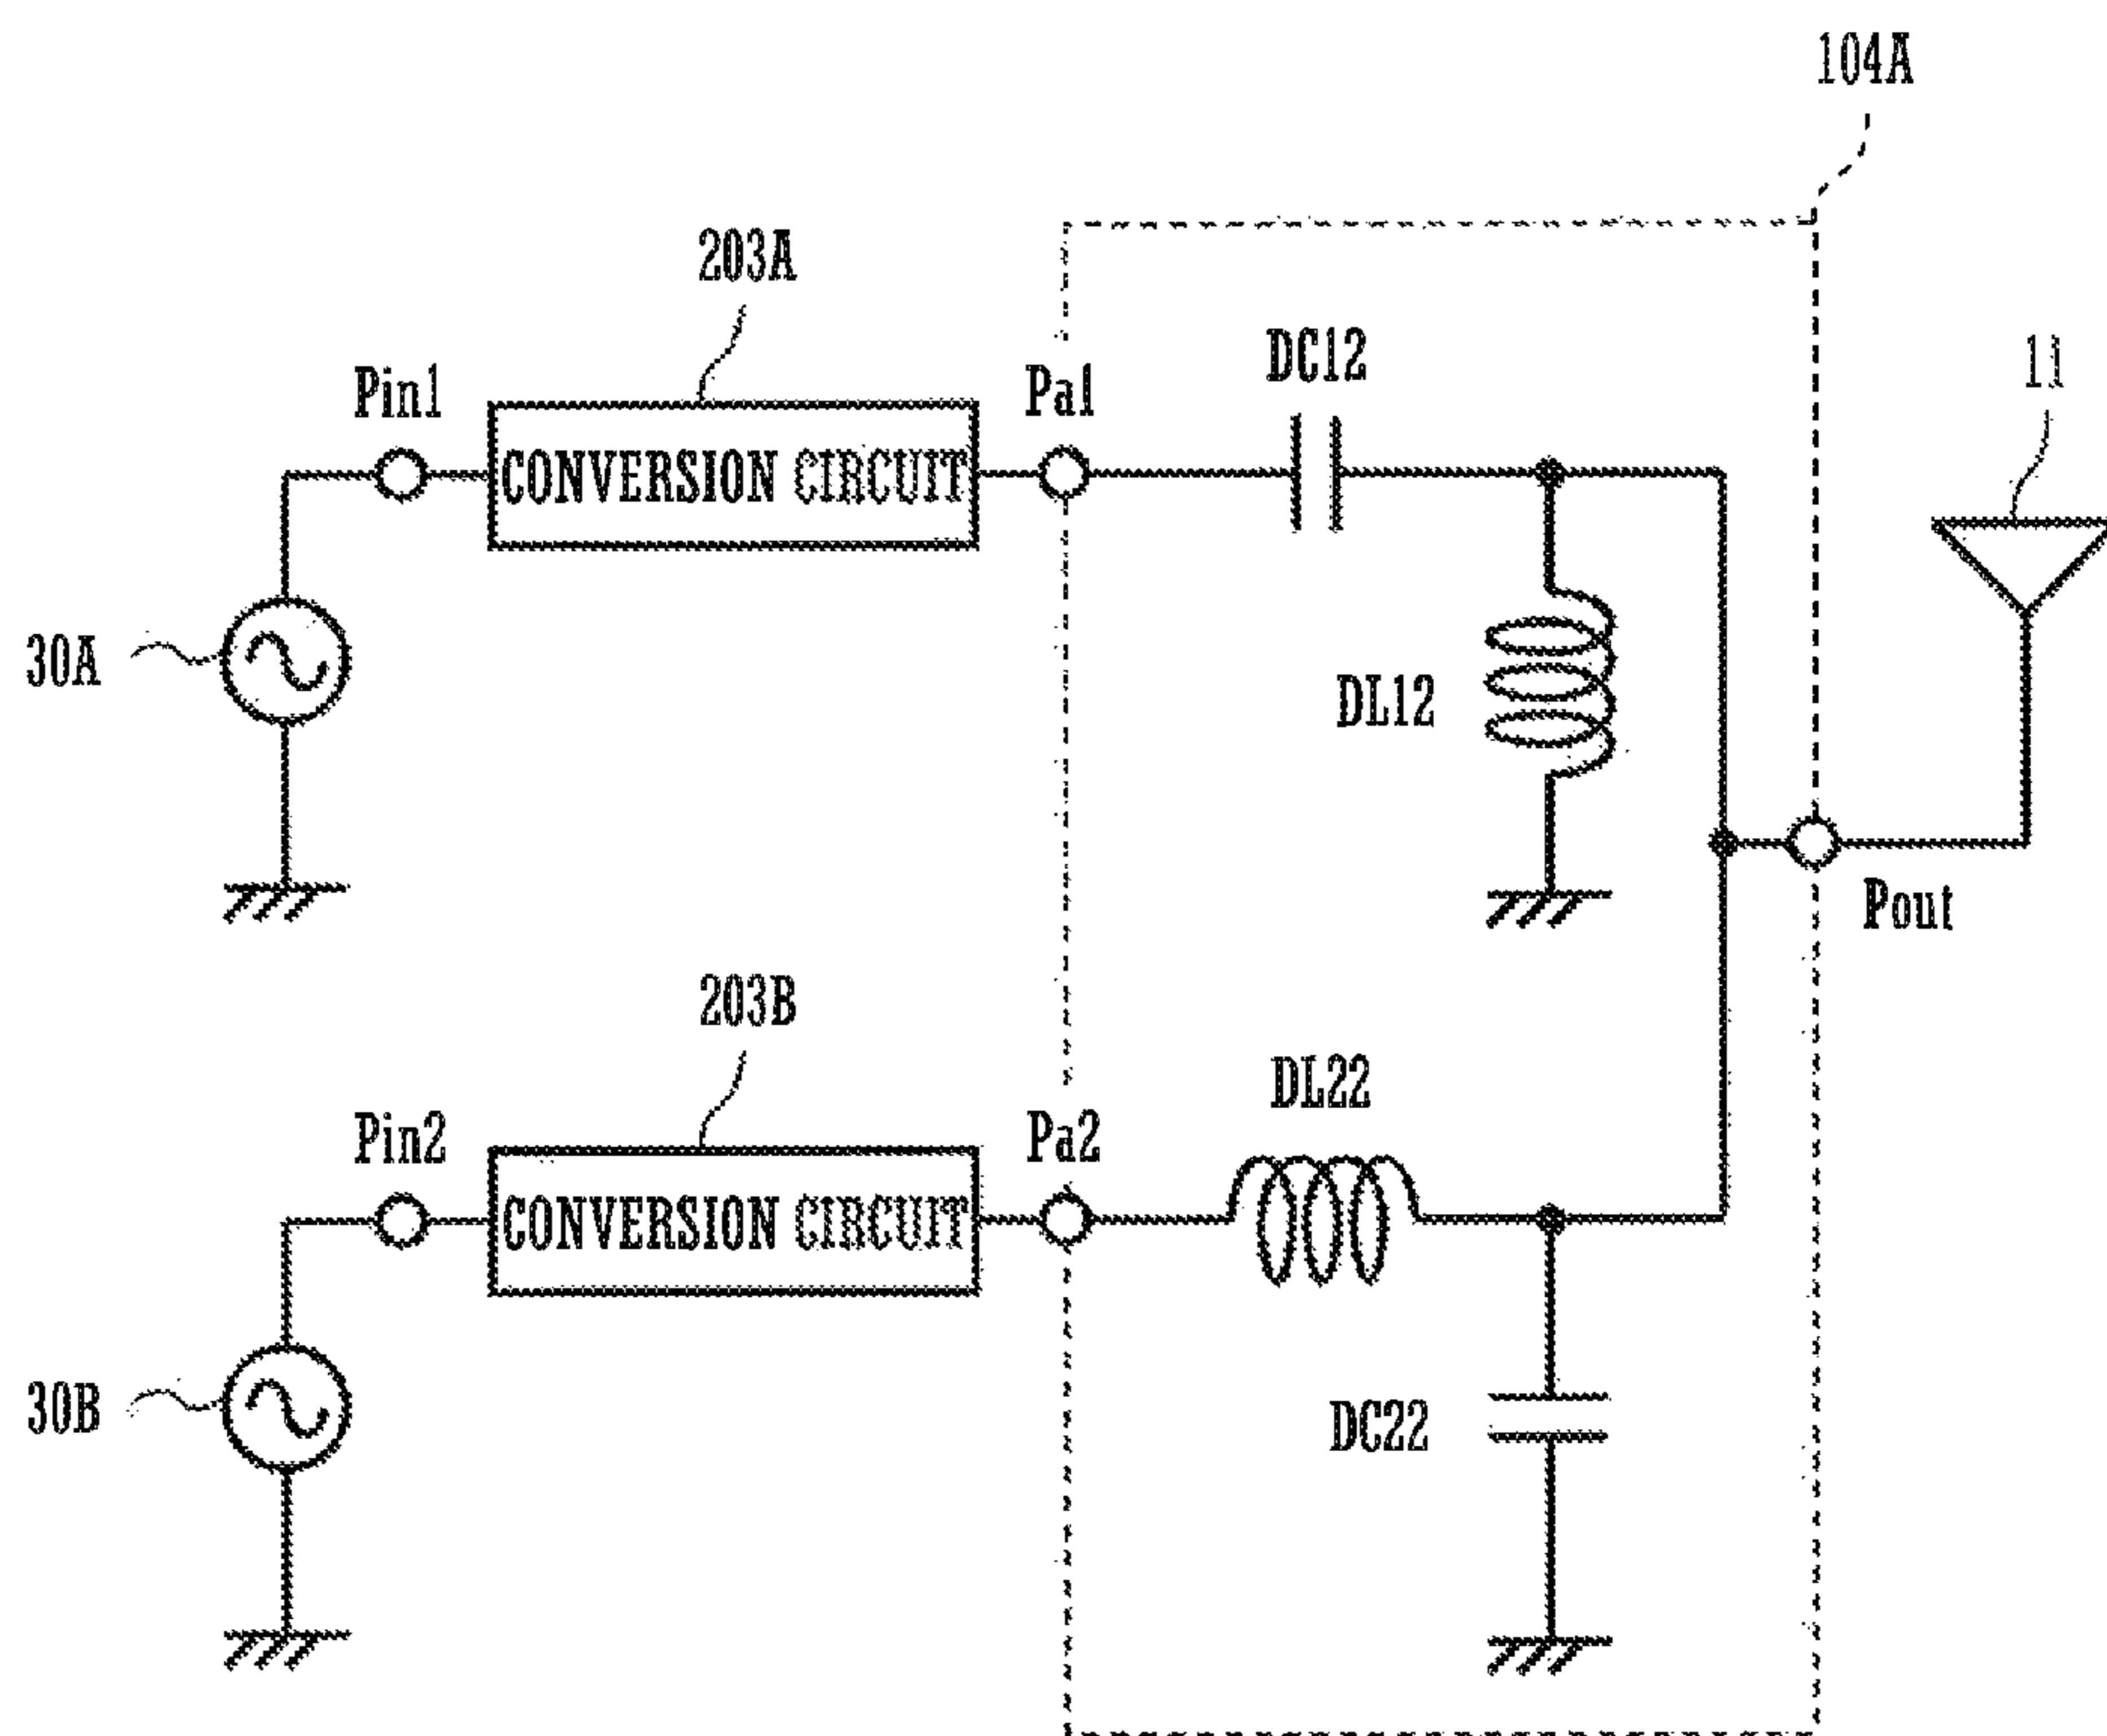 104A
203A
Pin1
CONVERSION CIRCUIT
Pa1
DC12
11
30A
DL12
Pout
203B
Pin2
CONVERSION CIRCUIT
Pa2
DL22
30B
DC22